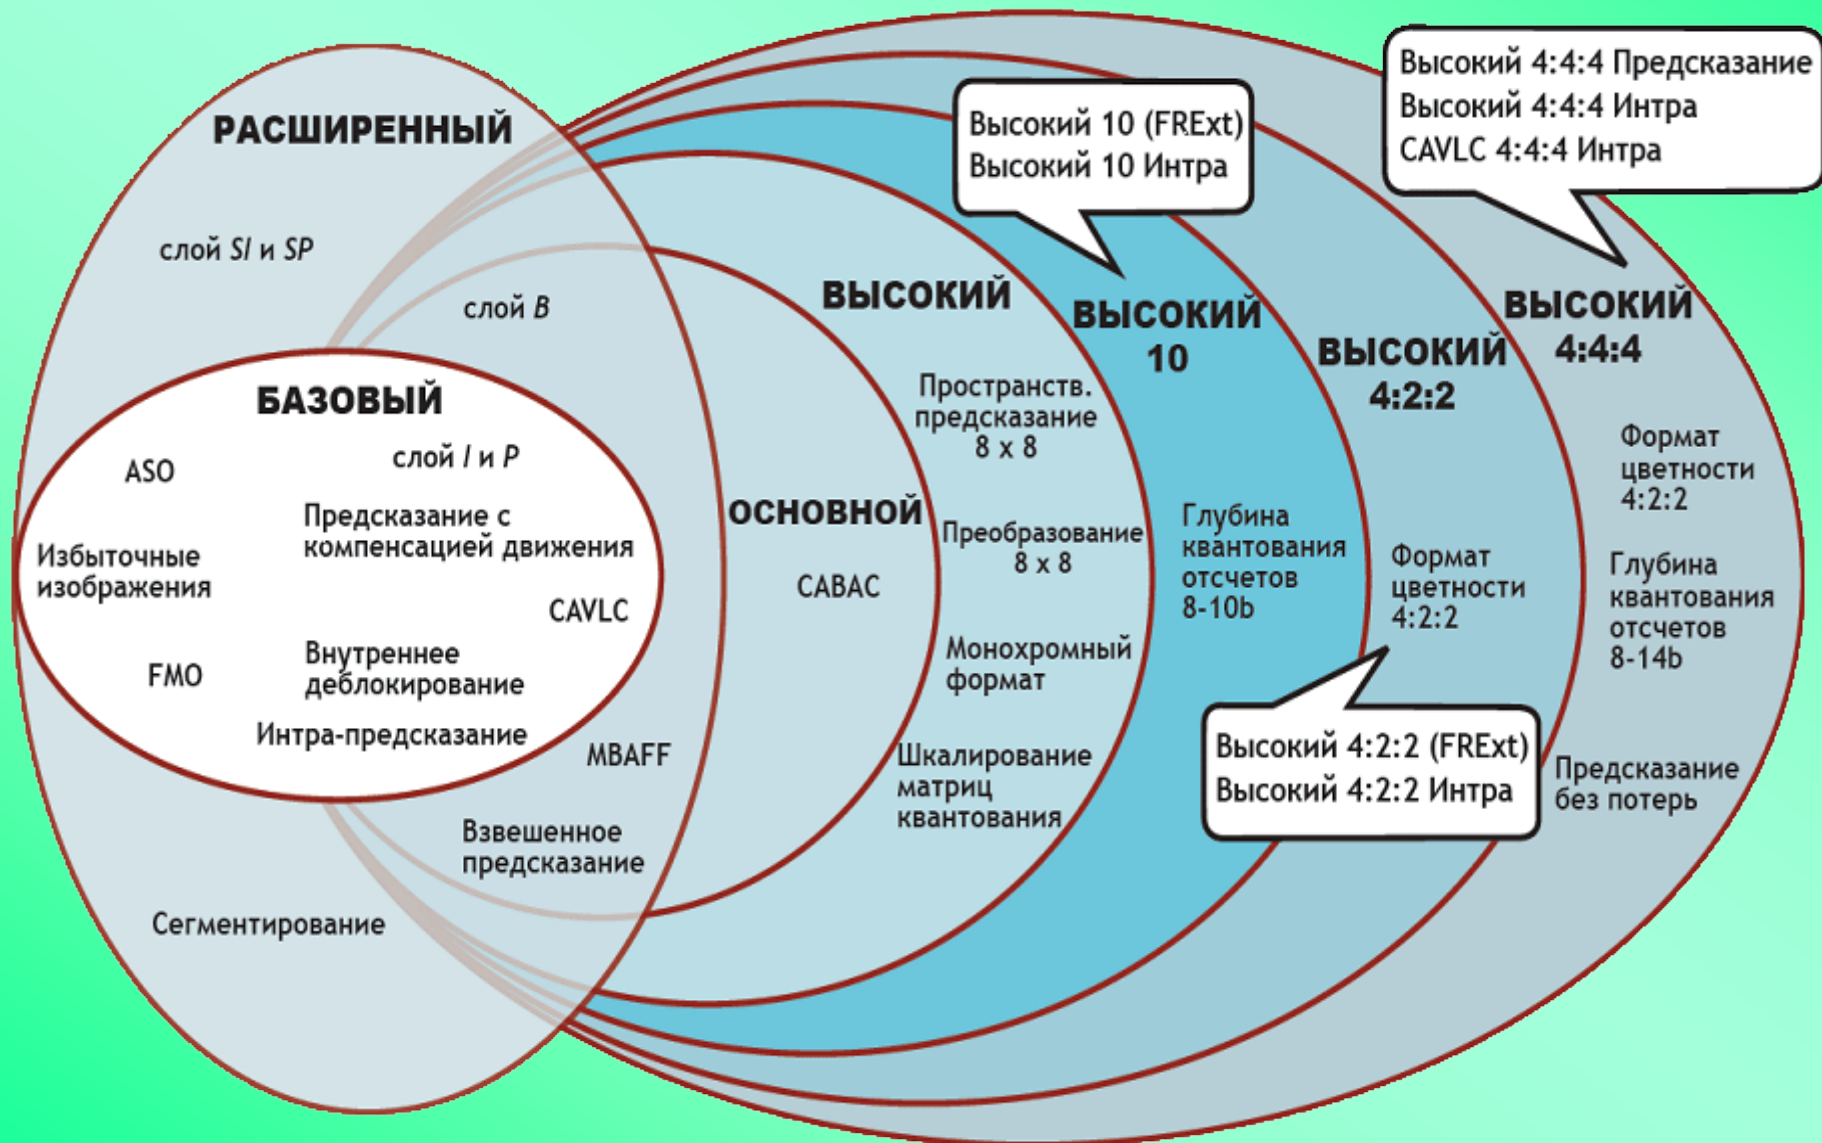 РАСШИРЕННЫЙ
слой SI и SP
слой B
БАЗОВЫЙ
ASO
слой I и P
Предсказание с
компенсацией движения
Избыточные
изображения
CAVLC
FMO
Внутреннее
деблокирование
Интра-предсказание
MBAFF
Взвешенное
предсказание
Сегментирование
ОСНОВНОЙ
CABAC
ВЫСОКИЙ
Пространств.
предсказание
8 x 8
Преобразование
8 x 8
Монохромный
формат
Шкалирование
матриц
квантования
Высокий 10 (FRExt)
Высокий 10 Интра
ВЫСОКИЙ
10
Глубина
квантования
отсчетов
8-10b
ВЫСОКИЙ
4:2:2
Формат
цветности
4:2:2
Высокий 4:2:2 (FRExt)
Высокий 4:2:2 Интра
Высокий 4:4:4 Предсказание
Высокий 4:4:4 Интра
CAVLC 4:4:4 Интра
ВЫСОКИЙ
4:4:4
Формат
цветности
4:2:2
Глубина
квантования
отсчетов
8-14b
Предсказание
без потерь